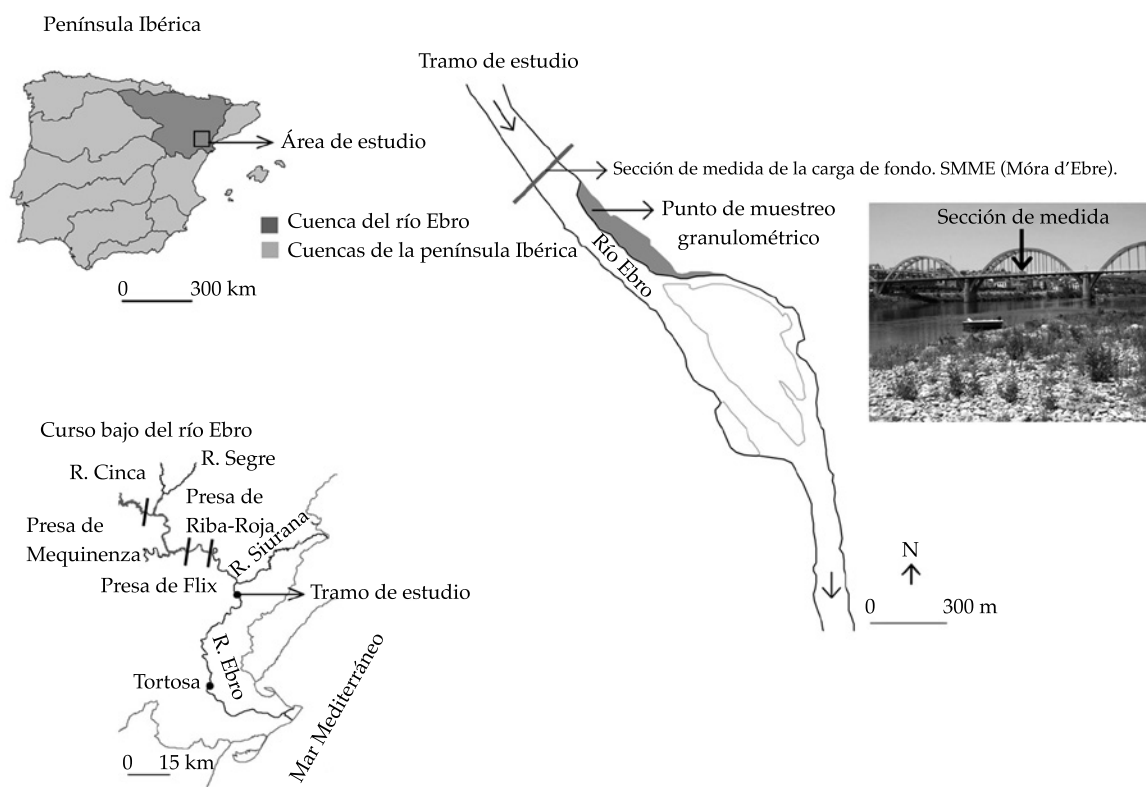 Península Ibérica
Área de estudio
Cuenca del río Ebro
Cuencas de la península Ibérica
0 300 km
Tramo de estudio
Sección de medida de la carga de fondo. SMME (Móra d'Ebre).
Punto de muestreo
granulométrico
Río Ebro
Sección de medida
N
0 300 m
Curso bajo del río Ebro
R. Cinca
R. Segre
Presa de
Riba-Roja
Presa de
Mequinenza
R. Siurana
Presa de Flix
Tramo de estudio
R. Ebro
Tortosa
Mar Mediterráneo
0 15 km